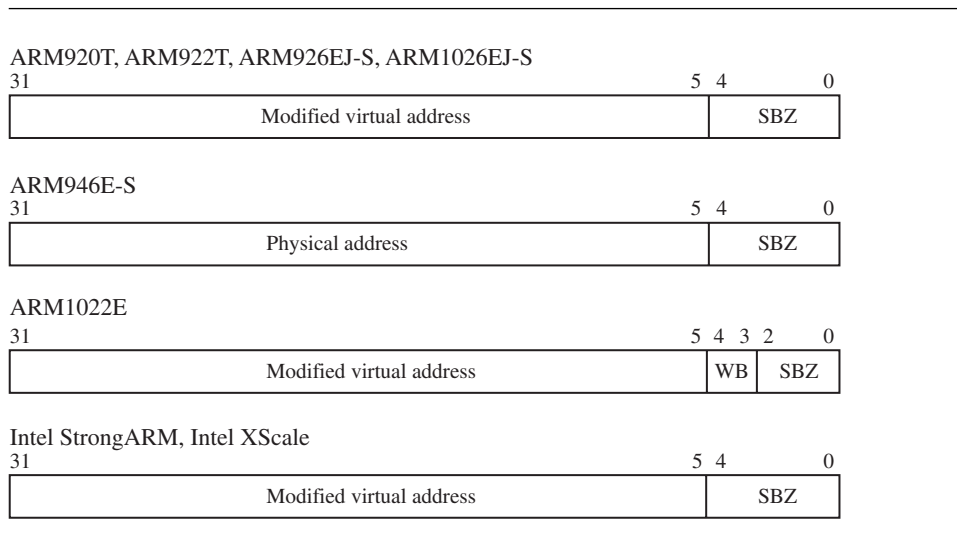 ARM920T, ARM922T, ARM926EJ-S, ARM1026EJ-S
31 5 4 0
Modified virtual address SBZ
ARM946E-S
31 5 4 0
Physical address SBZ
ARM1022E
31 5 4 3 2 0
Modified virtual address WB SBZ
Intel StrongARM, Intel XScale
31 5 4 0
Modified virtual address SBZ